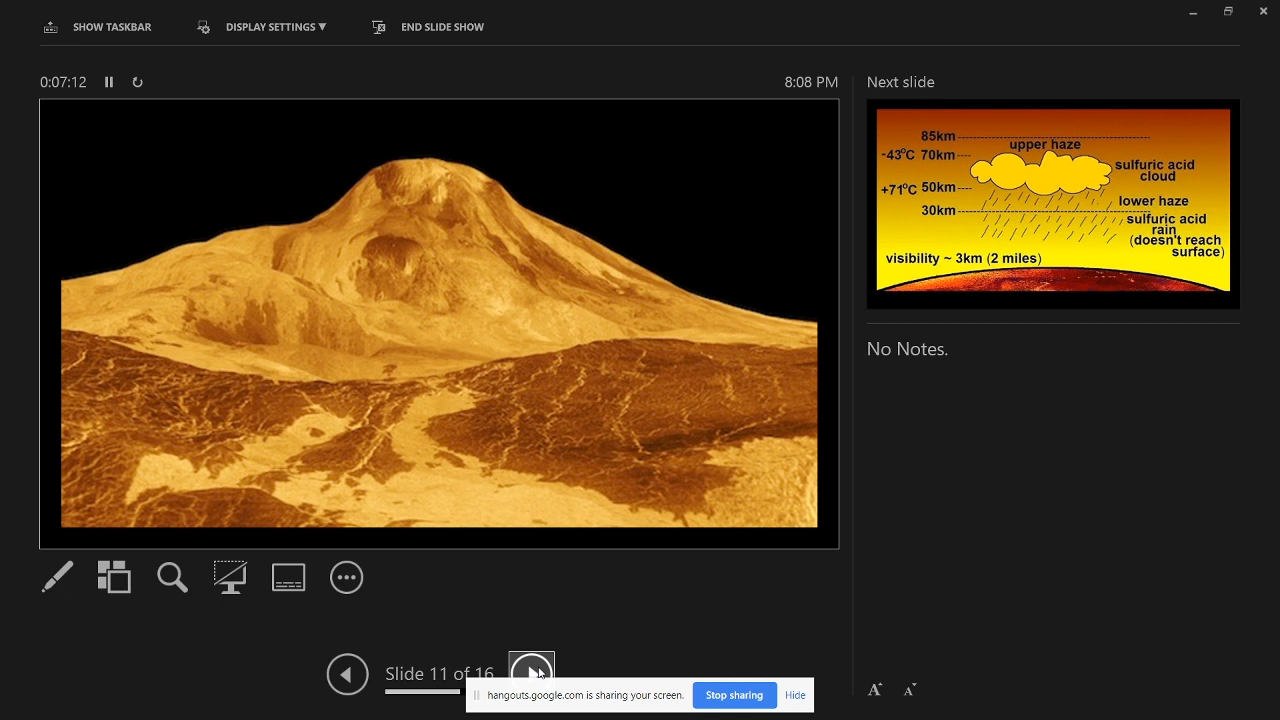 SHOW TASKBAR
DISPLAY SETTINGS ▼
END SLIDE SHOW
0:07:12
8:08 PM
Next slide
85km
upper haze
-43°C 70km
sulfuric acid
cloud
+71°C 50km
lower haze
30km
sulfuric acid
rain
(doesn't reach
surface)
visibility ~ 3km (2 miles)
No Notes.
Slide 11 of 16
hangouts.google.com is sharing your screen.
Stop sharing
Hide
A
A